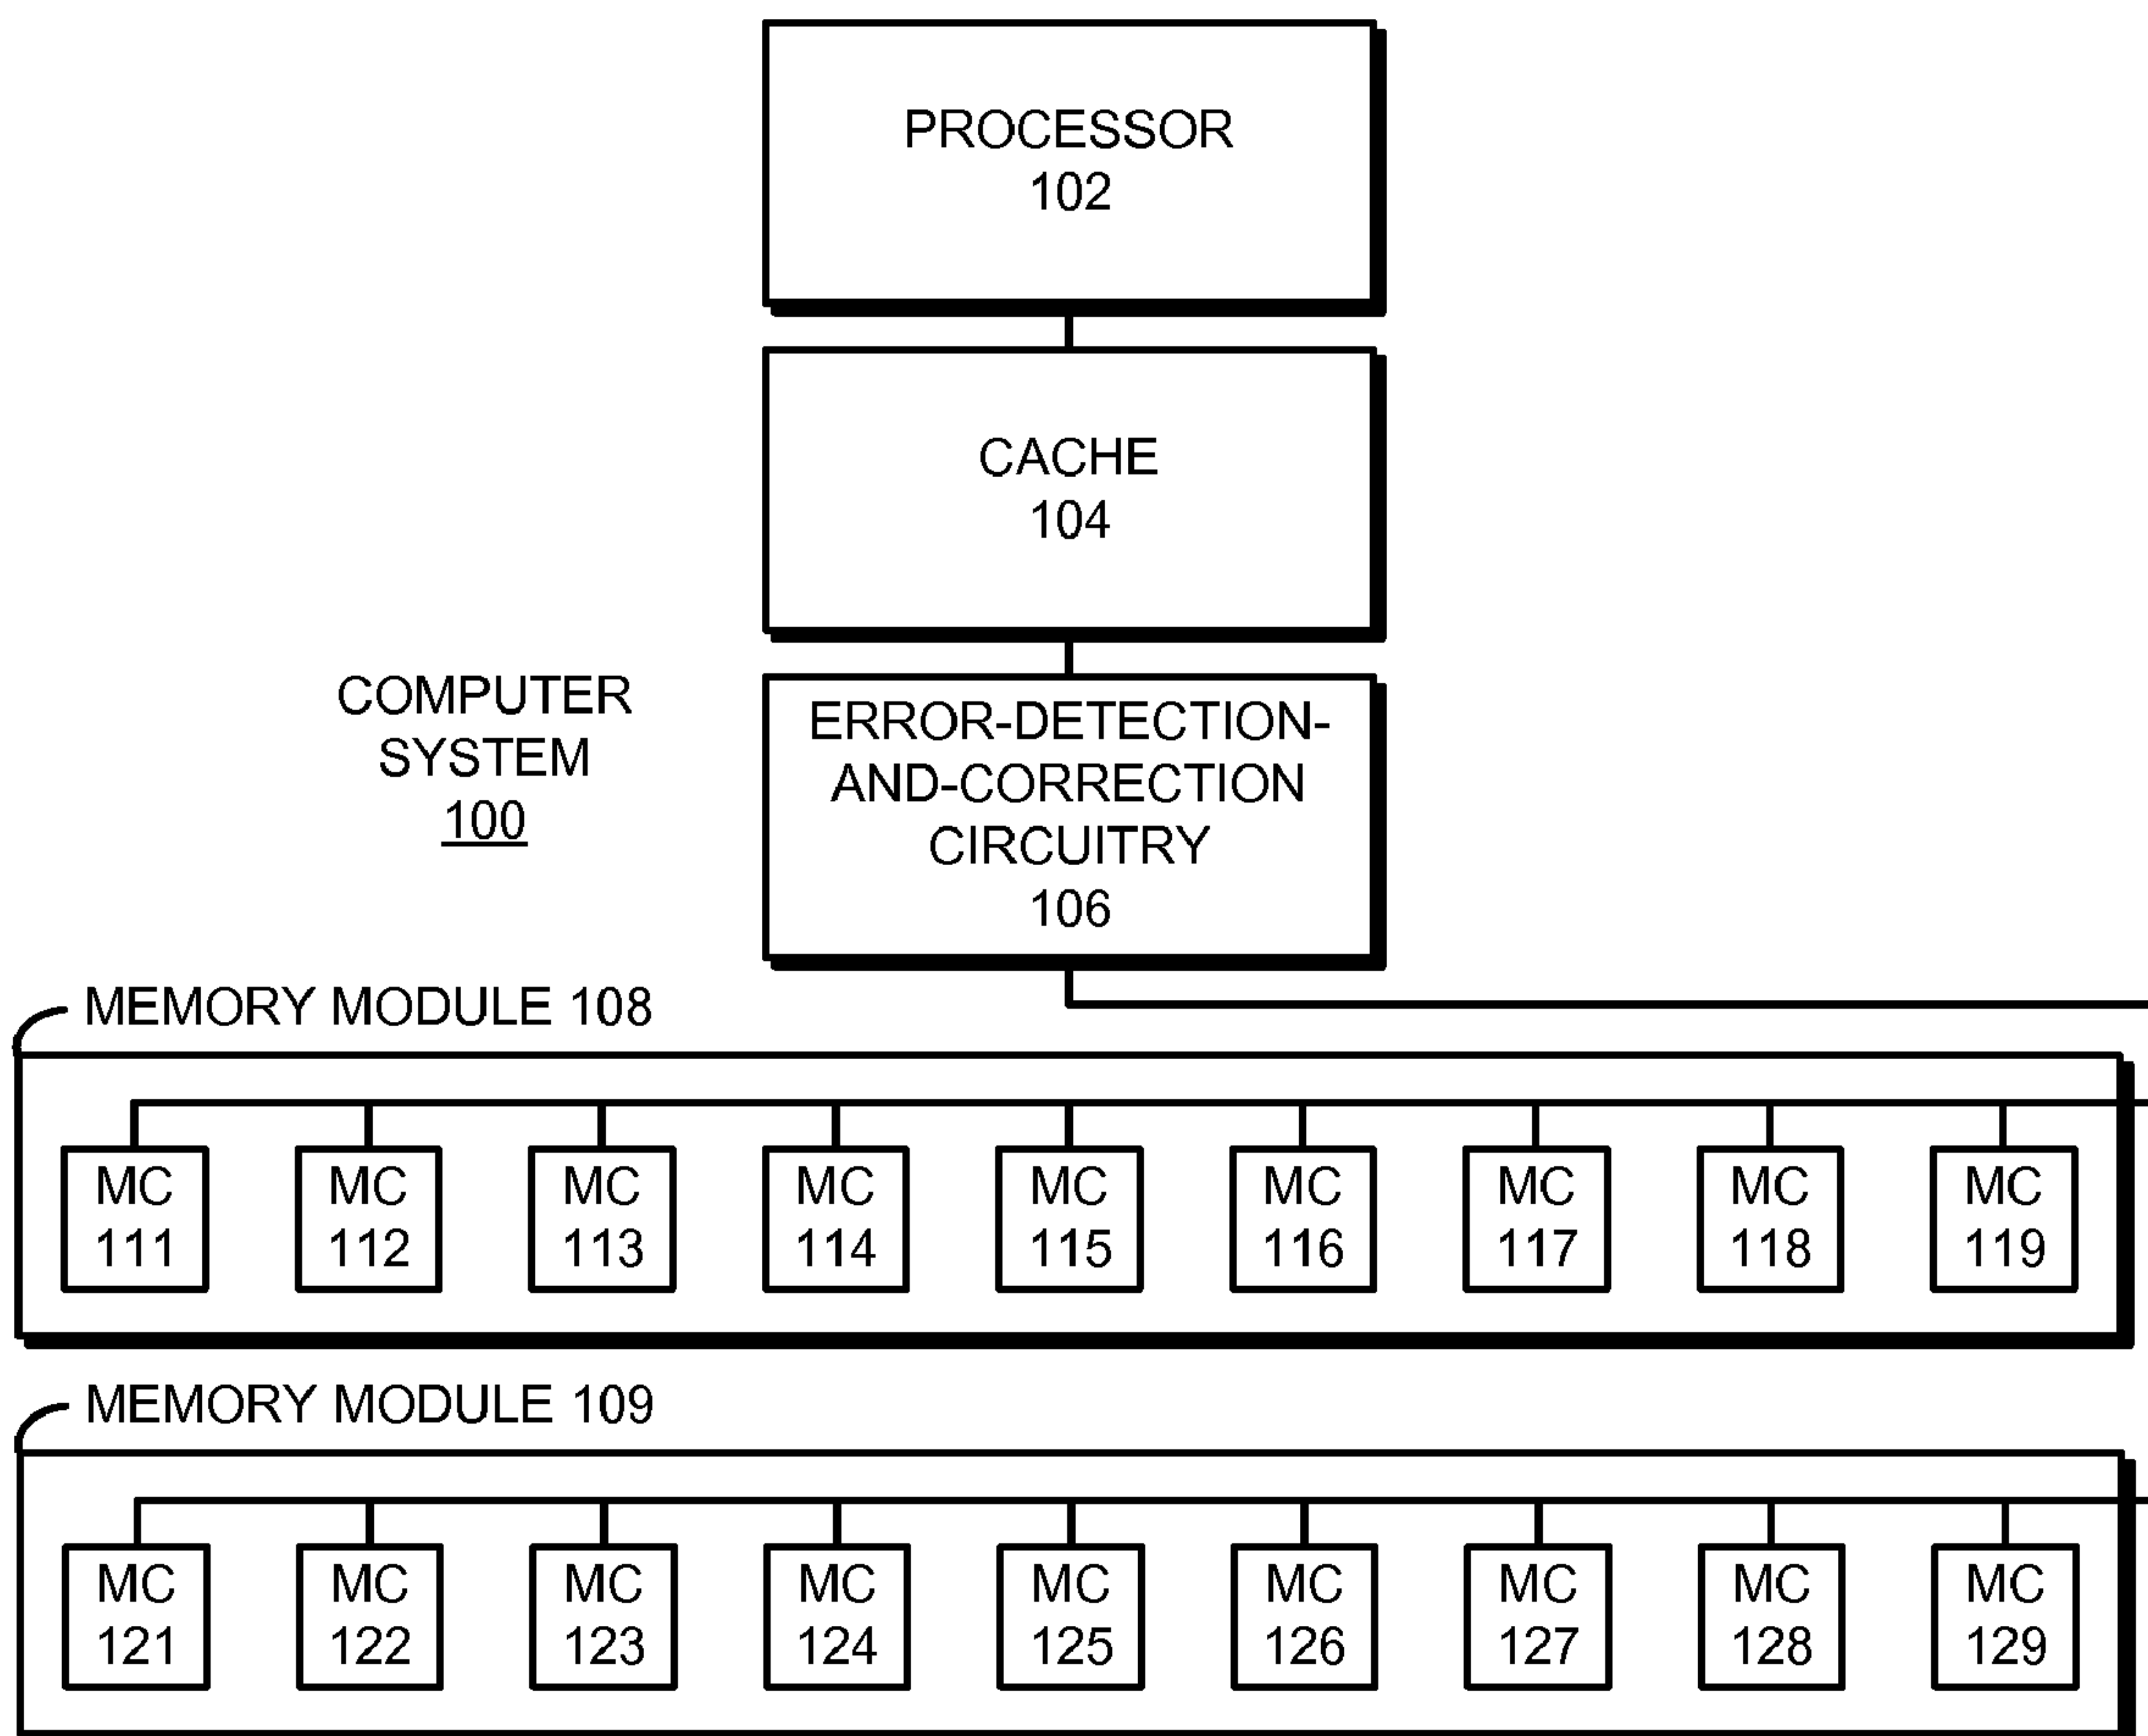 PROCESSOR
102
CACHE
104
COMPUTER
SYSTEM
100
ERROR-DETECTION-
AND-CORRECTION
CIRCUITRY
106
MEMORY MODULE 108
MC MC MC MC MC MC MC MC MC
111 112 113 114 115 116 117 118 119
MEMORY MODULE 109
MC MC MC MC MC MC MC MC MC
121 122 123 124 125 126 127 128 129